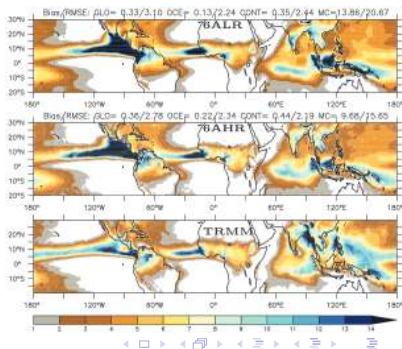 Bias/RMSE: GLO= 0.33/3.10 OCE= 0.13/2.24 CONT= 0.35/2.44 MC=13.86/20.67
6ALR
30°N
20°N
10°N
0°
10°S
20°S
180° 120°W 60°W 0° 60°E 120°E 180°
Bias/RMSE: GLO= 0.36/2.78 OCE= 0.22/2.34 CONT= 0.44/2.19 MC= 9.68/15.65
6AHR
30°N
20°N
10°N
0°
10°S
20°S
180° 120°W 60°W 0° 60°E 120°E 180°
TRMM
20°N
10°N
0°
10°S
180° 120°W 60°W 0° 60°E 120°E 180°
1 2 3 4 5 6 7 8 9 10 11 12 13 14